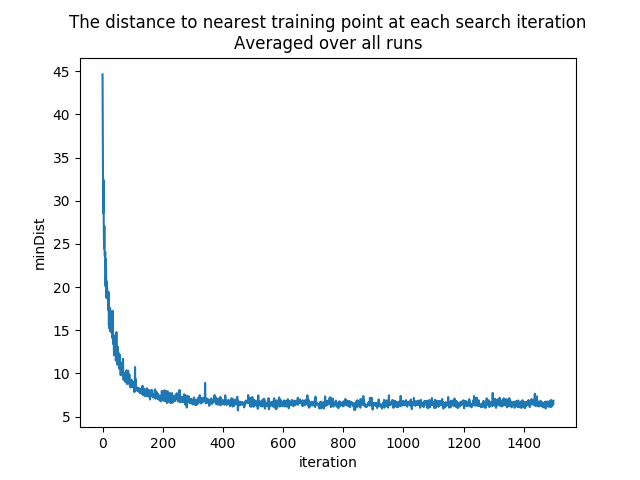 The distance to nearest training point at each search iteration
Averaged over all runs
45
40
35
30
25
20
15
10
5
minDist
0 200 400 600 800 1000 1200 1400
iteration